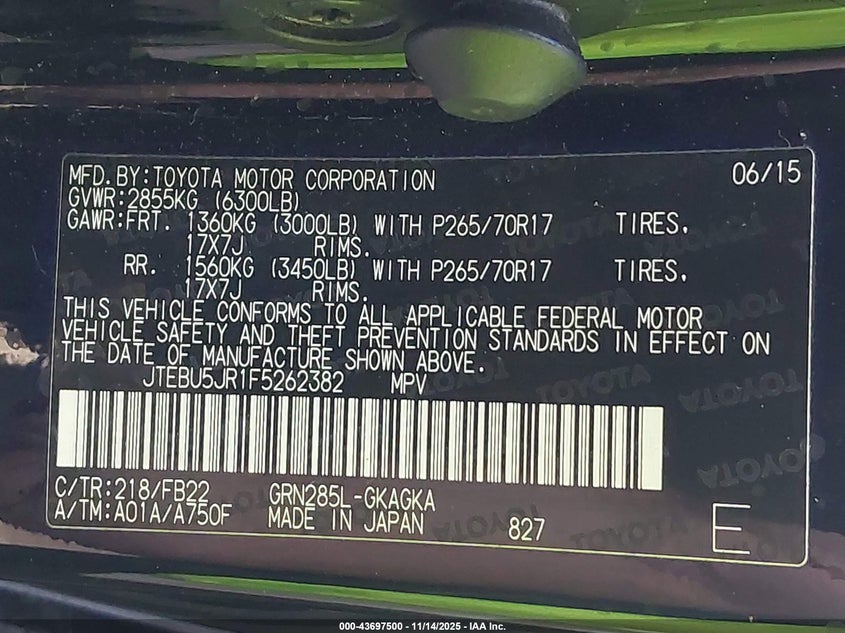 MFD.BY:TOYOTA MOTOR CORPORATION 06/15
GVWR:2855KG (6300LB)
GAWR:FRT. 1360KG (3000LB) WITH P265/70R17 TIRES,
17X7J RIMS.
RR. 1560KG (3450LB) WITH P265/70R17 TIRES,
17X7J RIMS.
THIS VEHICLE CONFORMS TO ALL APPLICABLE FEDERAL MOTOR
VEHICLE SAFETY AND THEFT PREVENTION STANDARDS IN EFFECT ON
THE DATE OF MANUFACTURE SHOWN ABOVE.
JTEBU5JR1F5262382 MPV
C/TR:218/FB22 GRN285L-GKAGKA
A/TM:A01A/A750F MADE IN JAPAN 827 E
000-43697500 - 11/14/2025 - IAA Inc.